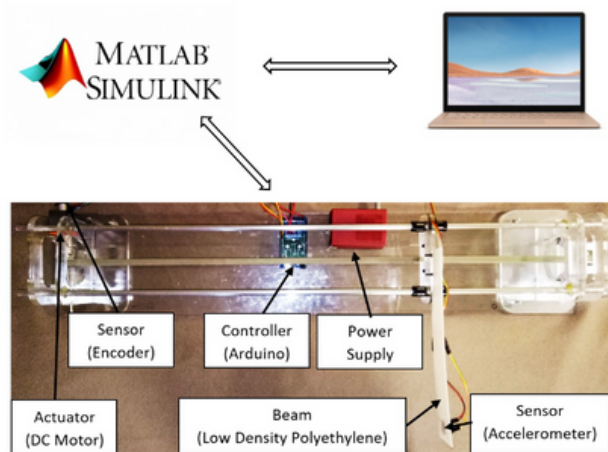 MATLAB
SIMULINK®
Sensor
(Encoder)
Controller
(Arduino)
Power
Supply
Actuator
(DC Motor)
Beam
(Low Density Polyethylene)
Sensor
(Accelerometer)